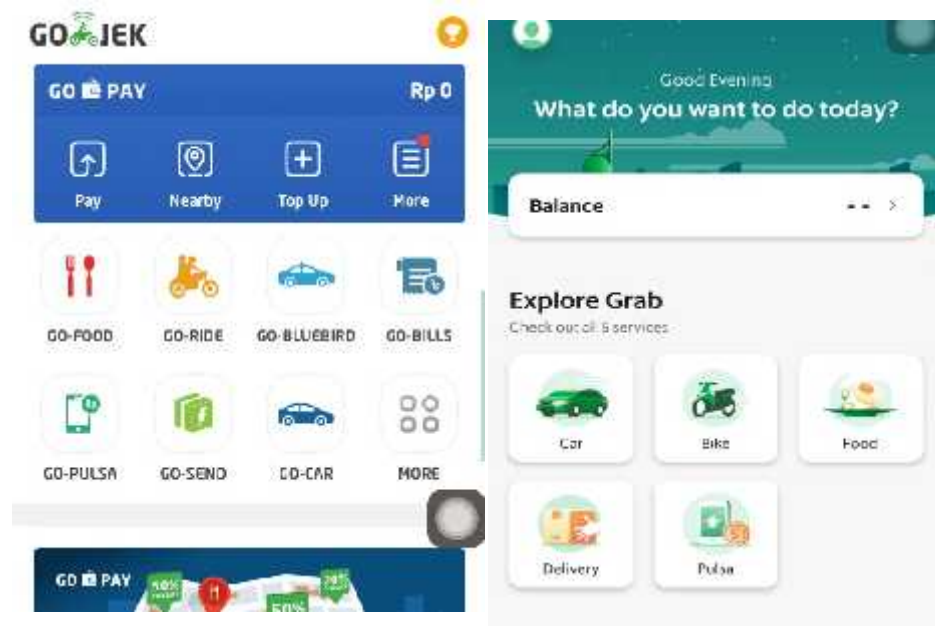 GO JEK
GO PAY Rp 0
Pay Nearby Top Up More
GO-FOOD GO-RIDE GO-BLUEBIRD GO-BILLS
GO-PULSA GO-SEND GO-CAR MORE
GO PAY
50%
Good Evening
What do you want to do today?
Balance -- >
Explore Grab
Check out all 5 services
Car Bike Food
Delivery Pulsa